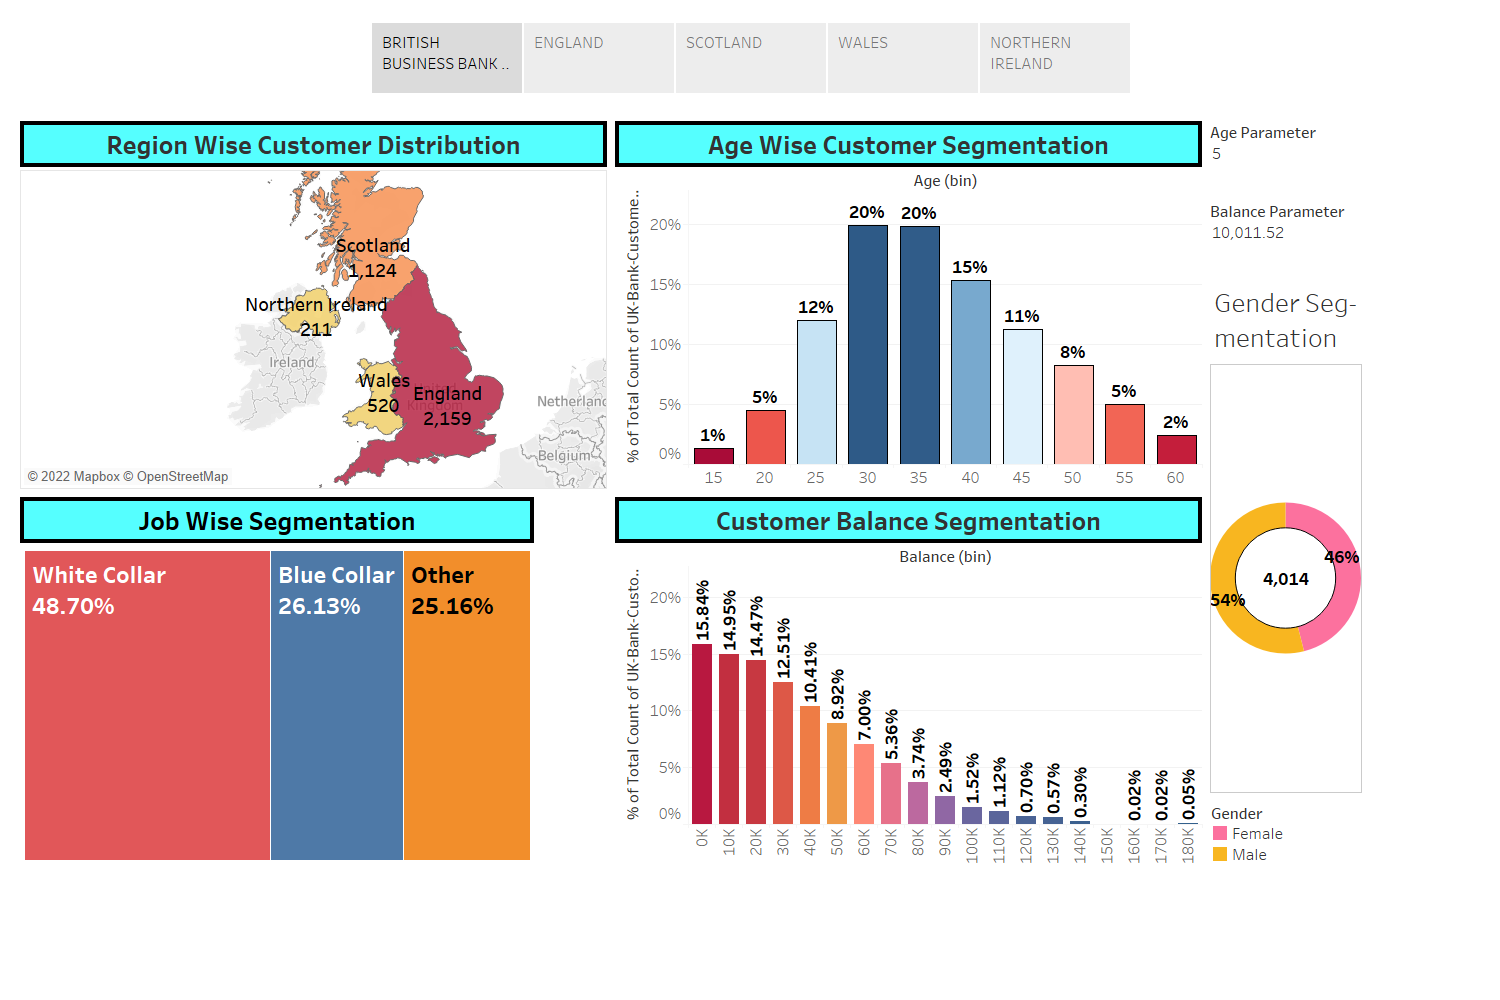 BRITISH
BUSINESS BANK ..
ENGLAND
SCOTLAND
WALES
NORTHERN
IRELAND
Region Wise Customer Distribution
Scotland
1,124
Northern Ireland
211
Ireland
Wales
520
United
Kingdom
England
2,159
Netherland
Belgium
© 2022 Mapbox © OpenStreetMap
Age Wise Customer Segmentation
Age (bin)
% of Total Count of UK-Bank-Custome..
20%
15%
10%
5%
0%
1%
5%
12%
20%
20%
15%
11%
8%
5%
2%
15
20
25
30
35
40
45
50
55
60
Age Parameter
5
Balance Parameter
10,011.52
Gender Seg-
mentation
46%
4,014
54%
Gender
Female
Male
Job Wise Segmentation
White Collar
48.70%
Blue Collar
26.13%
Other
25.16%
Customer Balance Segmentation
Balance (bin)
% of Total Count of UK-Bank-Custo..
20%
15%
10%
5%
0%
15.84%
14.95%
14.47%
12.51%
10.41%
8.92%
7.00%
5.36%
3.74%
2.49%
1.52%
1.12%
0.70%
0.57%
0.30%
0.02%
0.02%
0.05%
0K
10K
20K
30K
40K
50K
60K
70K
80K
90K
100K
110K
120K
130K
140K
150K
160K
170K
180K